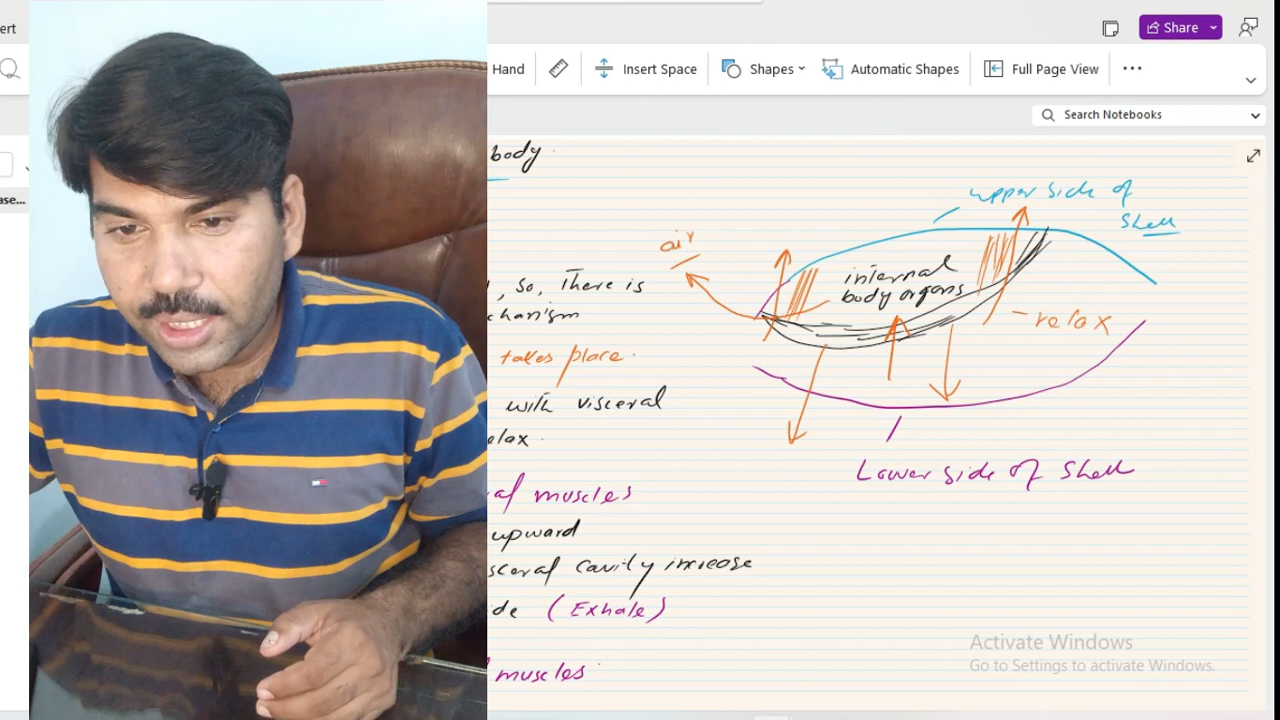 ert
Share
Hand
Insert Space
Shapes
Automatic Shapes
Full Page View
Search Notebooks
ase...
body
upper side of
shell
air
internal
body organs
, so, There is
chanism
relax
takes place.
with visceral
elax.
Lower side of shell
al muscles
upward
sceral cavity increase
de (Exhale)
muscles
Activate Windows
Go to Settings to activate Windows.